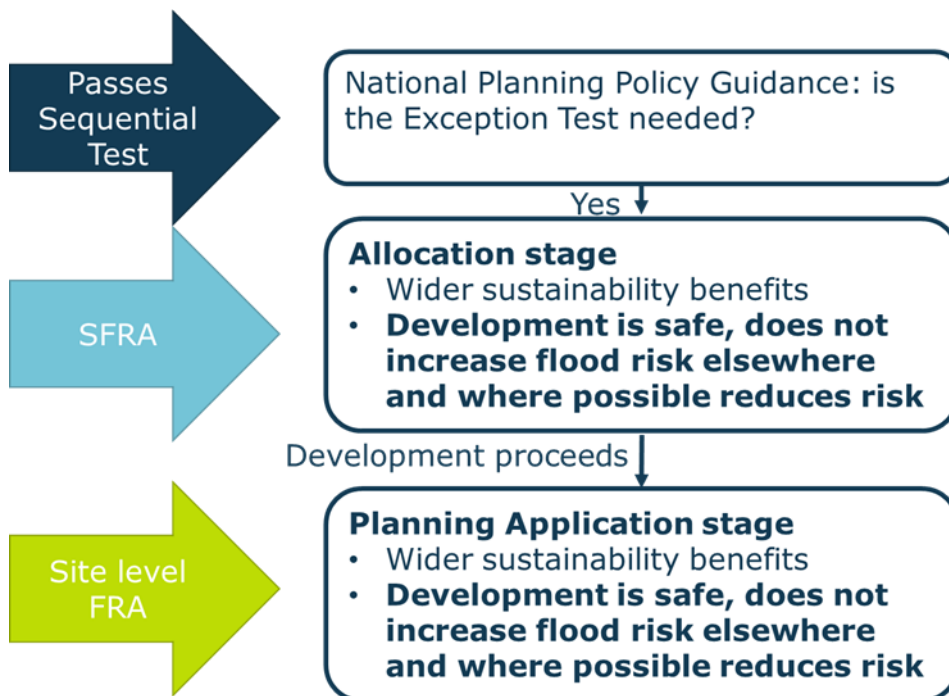 Passes
Sequential
Test
National Planning Policy Guidance: is
the Exception Test needed?
Yes
SFRA
Allocation stage
• Wider sustainability benefits
• Development is safe, does not
increase flood risk elsewhere
and where possible reduces risk
Development proceeds
Site level
FRA
Planning Application stage
• Wider sustainability benefits
• Development is safe, does not
increase flood risk elsewhere
and where possible reduces risk